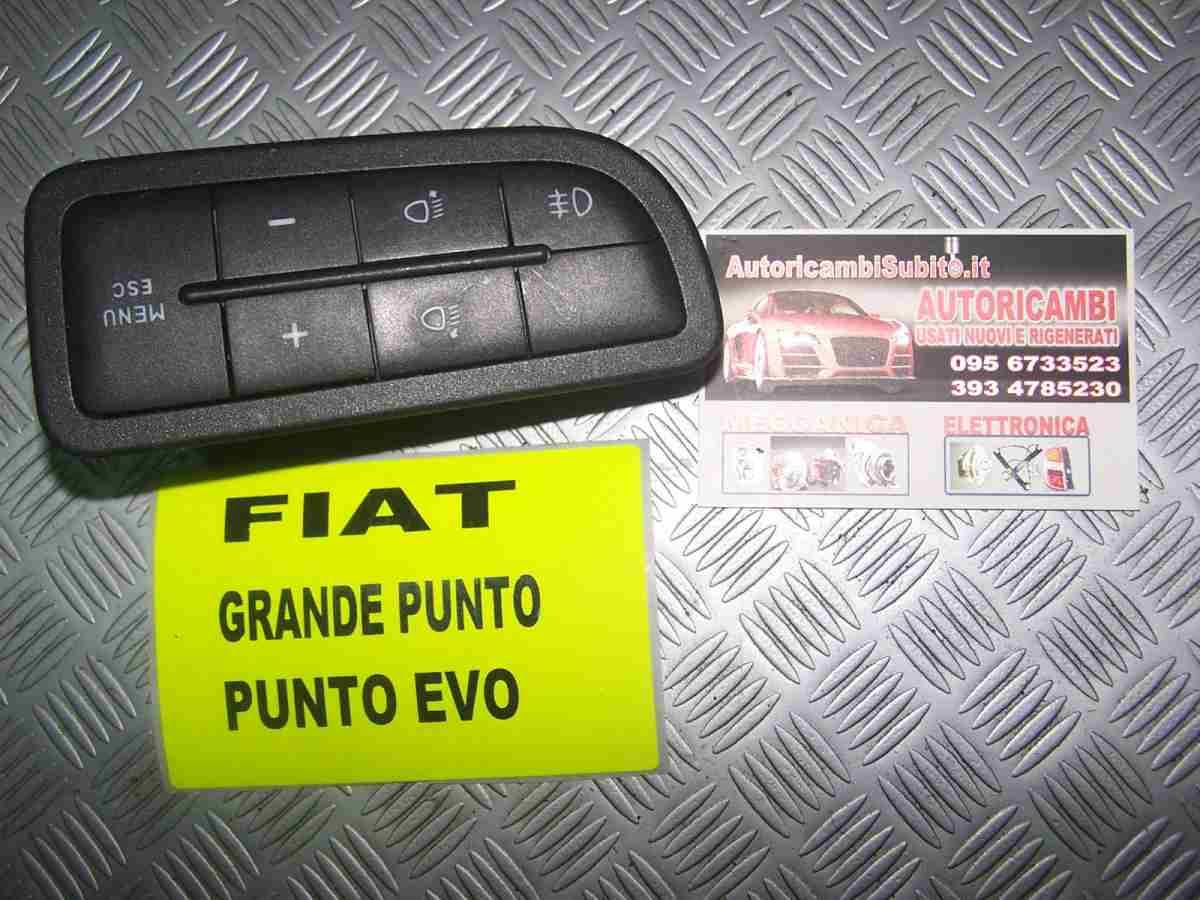 MENU
ESC
-
+
AutoricambiSubito.it
AUTORICAMBI
USATI NUOVI E RIGENERATI
095 6733523
393 4785230
MECCANICA
ELETTRONICA
FIAT
GRANDE PUNTO
PUNTO EVO